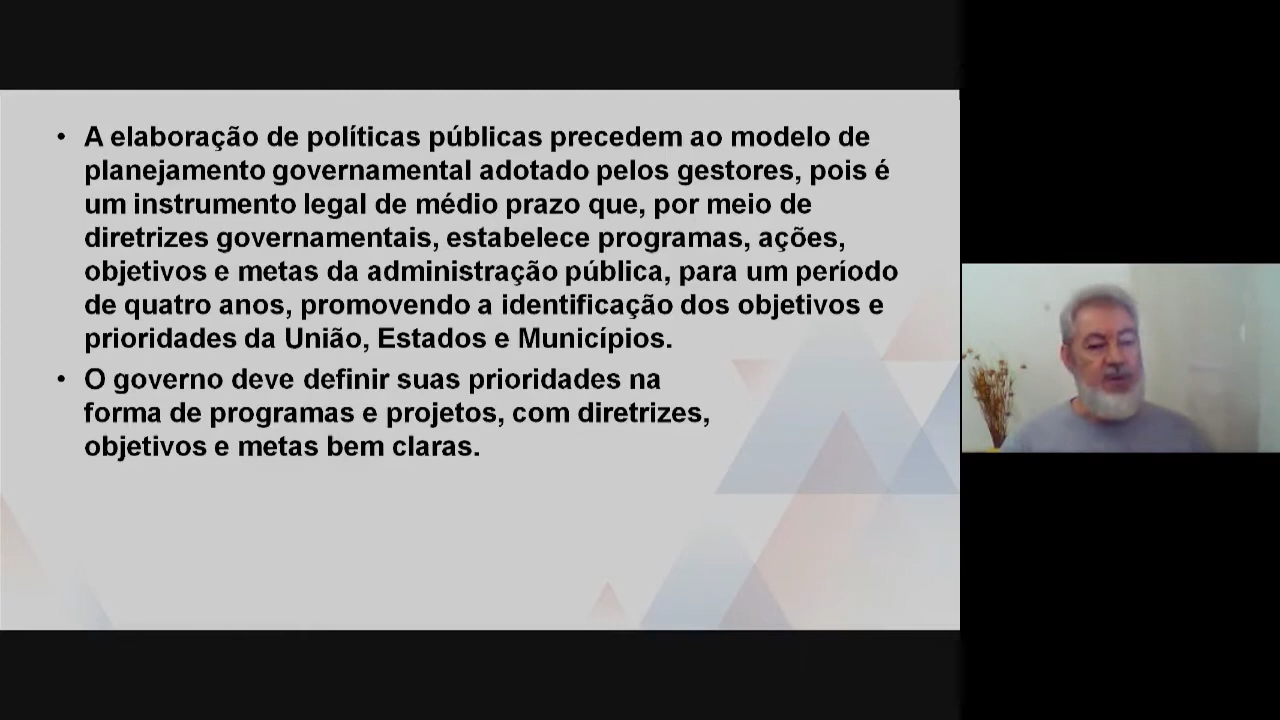 • A elaboração de políticas públicas precedem ao modelo de
planejamento governamental adotado pelos gestores, pois é
um instrumento legal de médio prazo que, por meio de
diretrizes governamentais, estabelece programas, ações,
objetivos e metas da administração pública, para um período
de quatro anos, promovendo a identificação dos objetivos e
prioridades da União, Estados e Municípios.
• O governo deve definir suas prioridades na
forma de programas e projetos, com diretrizes,
objetivos e metas bem claras.